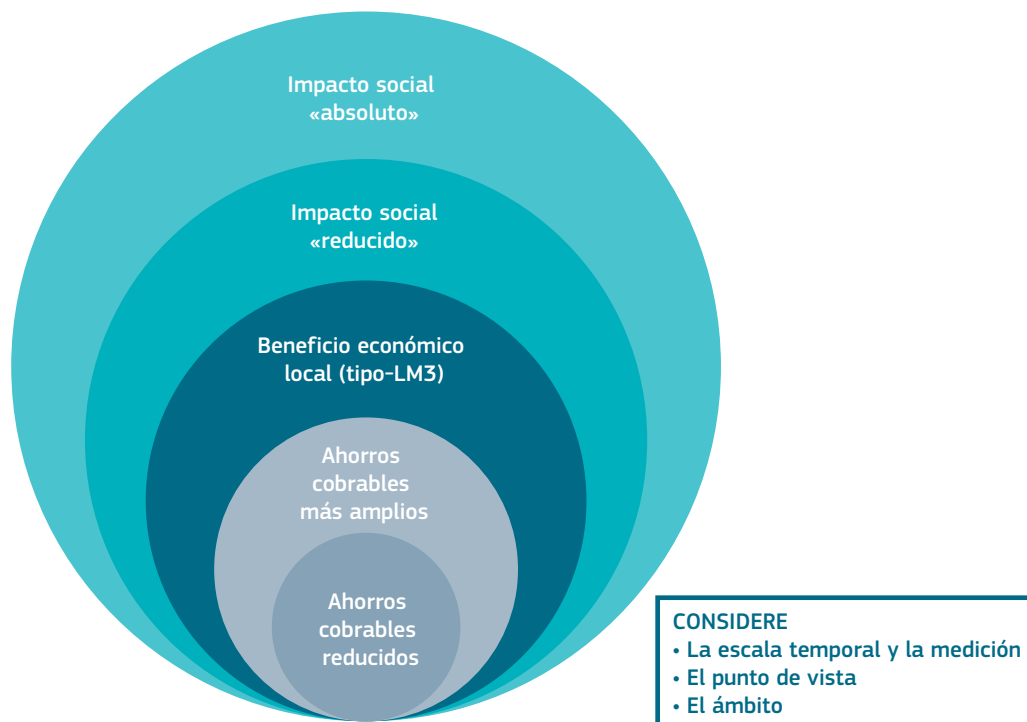 Impacto social
«absoluto»
Impacto social
«reducido»
Beneficio económico
local (tipo-LM3)
Ahorros
cobrables
más amplios
Ahorros
cobrables
reducidos
CONSIDERE
• La escala temporal y la medición
• El punto de vista
• El ámbito